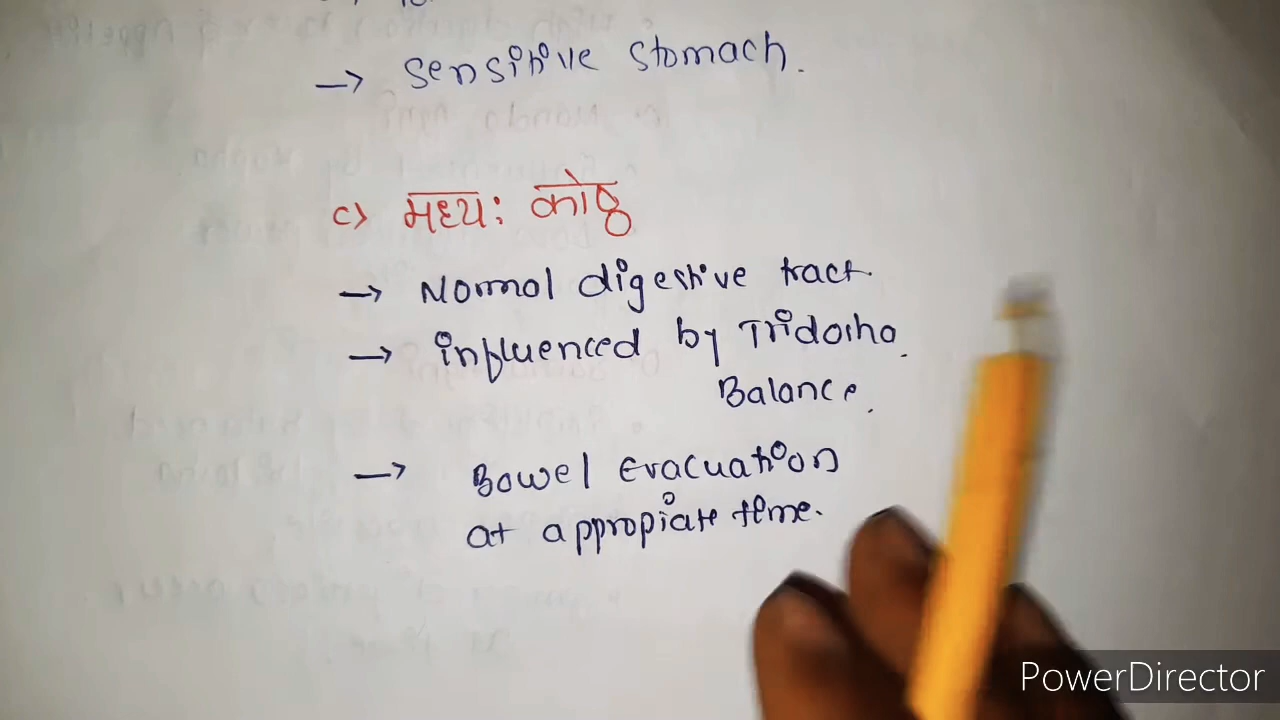 → Sensitive stomach.
c) मध्यः कोष्ठ
→ Normal digestive tract.
→ influenced by Tridosha.
Balance.
→ Bowel Evacuation
at appropiate time.
PowerDirector